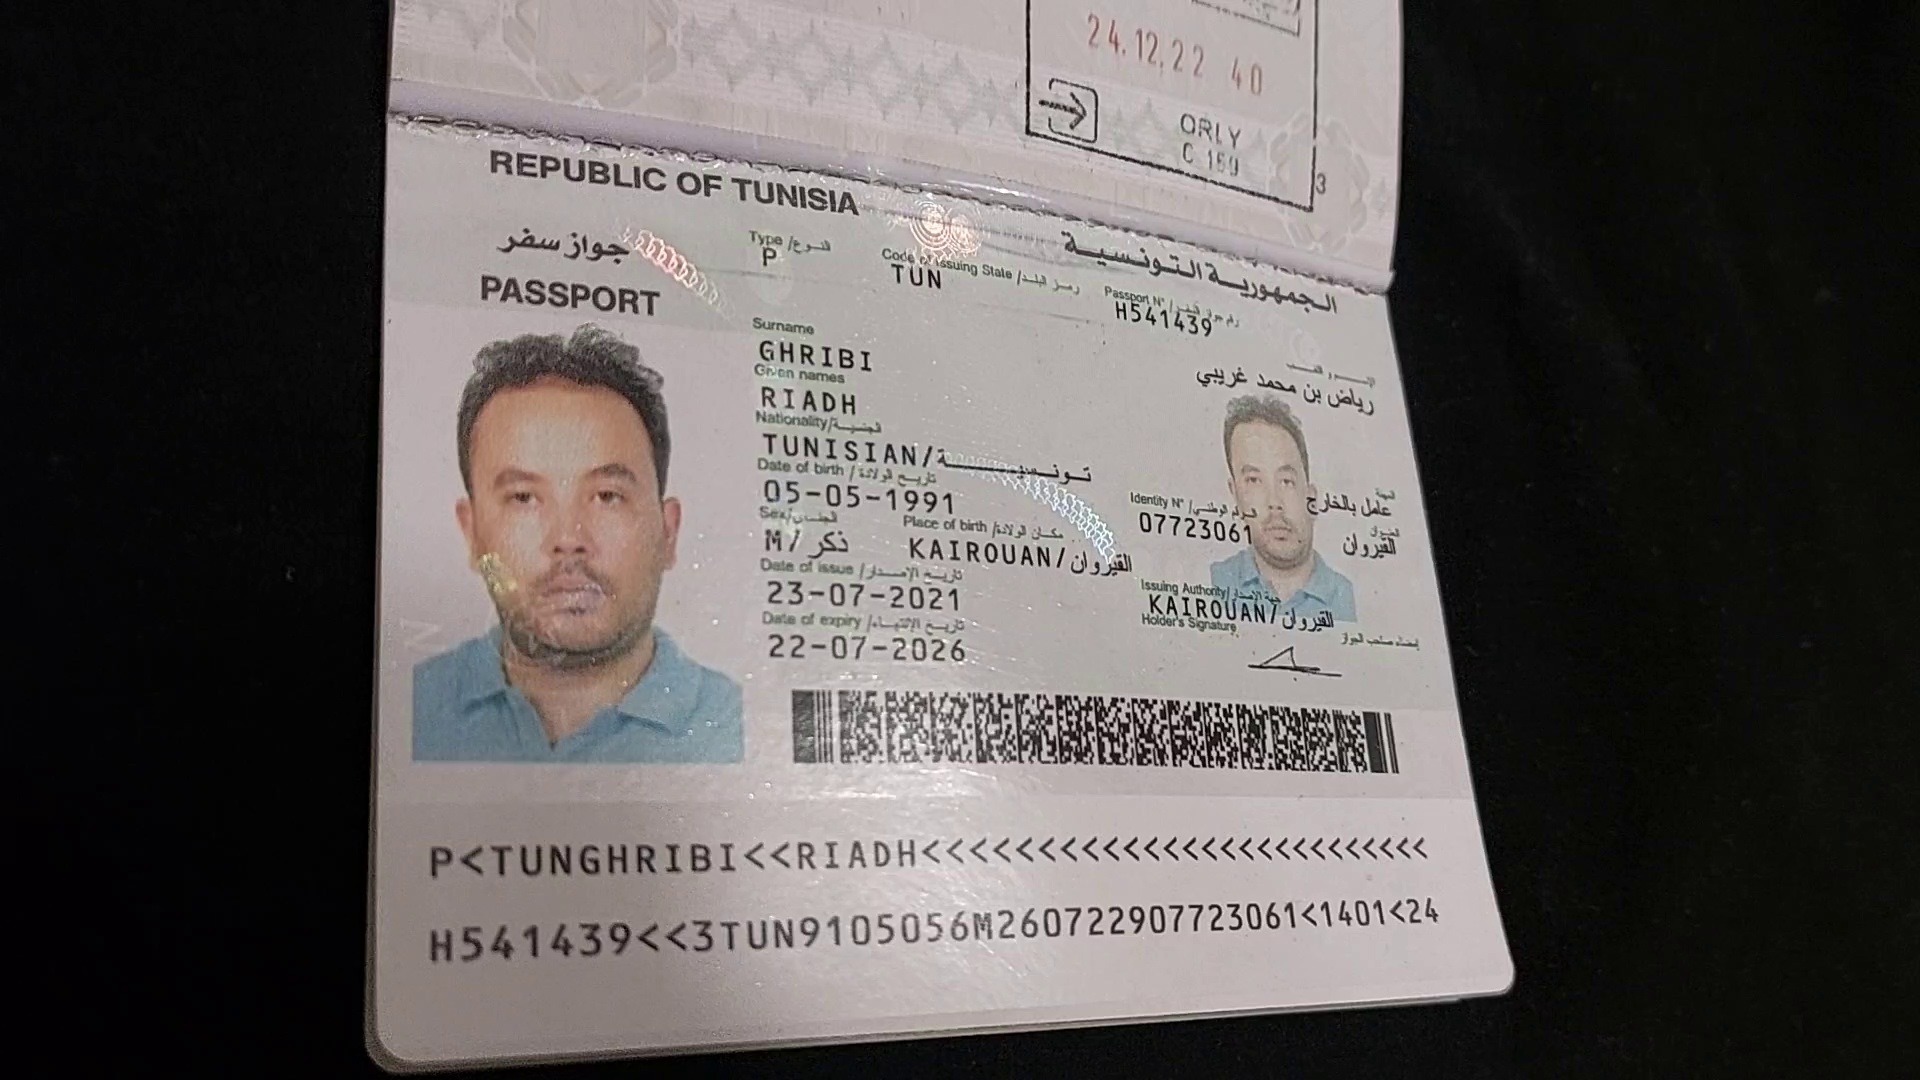 24.12.22 40
ORLY
C 160
3
REPUBLIC OF TUNISIA
الجمهورية التونسية
جواز سفر
PASSPORT
Type / النوع
P
Code of Issuing State / رمز البلد
TUN
Passport N° / رقم جواز السفر
H541439
Surname
GHRIBI
Given names
RIADH
الإسم و اللقب
رياض بن محمد غريبي
Nationality / الجنسية
TUNISIAN / تونسية
Date of birth / تاريخ الولادة
05-05-1991
Sex / الجنس
M / ذكر
Place of birth / مكان الولادة
KAIROUAN / القيروان
Identity N° / الرقم الوطني
07723061
المهنة
عامل بالخارج
العنوان
القيروان
Date of issue / تاريخ الإصدار
23-07-2021
Issuing Authority / جهة الإصدار
KAIROUAN / القيروان
Date of expiry / تاريخ الإنتهاء
22-07-2026
Holder's Signature
إمضاء صاحب الجواز
P<TUNGHRIBI<<RIADH<<<<<<<<<<<<<<<<<<<<<<<<<<
H541439<<3TUN9105056M260722907723061<1401<24